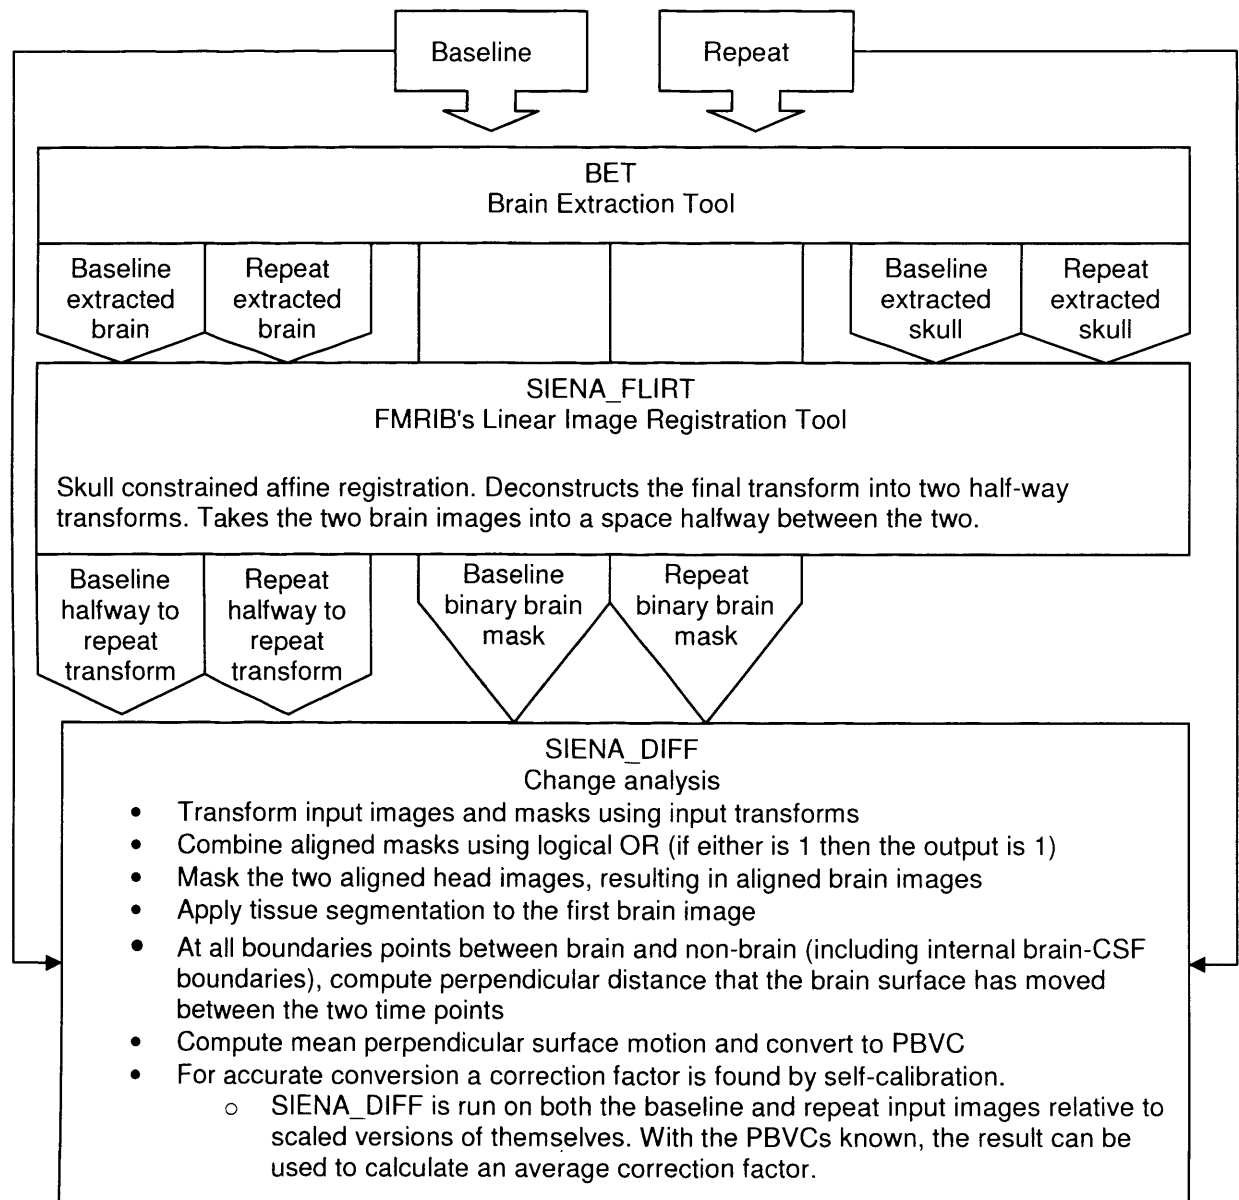 Baseline
Repeat
BET
Brain Extraction Tool
Baseline
extracted
brain
Repeat
extracted
brain
Baseline
extracted
skull
Repeat
extracted
skull
SIENA_FLIRT
FMRIB's Linear Image Registration Tool
Skull constrained affine registration. Deconstructs the final transform into two half-way
transforms. Takes the two brain images into a space halfway between the two.
Baseline
halfway to
repeat
transform
Repeat
halfway to
repeat
transform
Baseline
binary brain
mask
Repeat
binary brain
mask
SIENA_DIFF
Change analysis
• Transform input images and masks using input transforms
• Combine aligned masks using logical OR (if either is 1 then the output is 1)
• Mask the two aligned head images, resulting in aligned brain images
• Apply tissue segmentation to the first brain image
• At all boundaries points between brain and non-brain (including internal brain-CSF
boundaries), compute perpendicular distance that the brain surface has moved
between the two time points
• Compute mean perpendicular surface motion and convert to PBVC
• For accurate conversion a correction factor is found by self-calibration.
○ SIENA_DIFF is run on both the baseline and repeat input images relative to
scaled versions of themselves. With the PBVCs known, the result can be
used to calculate an average correction factor.